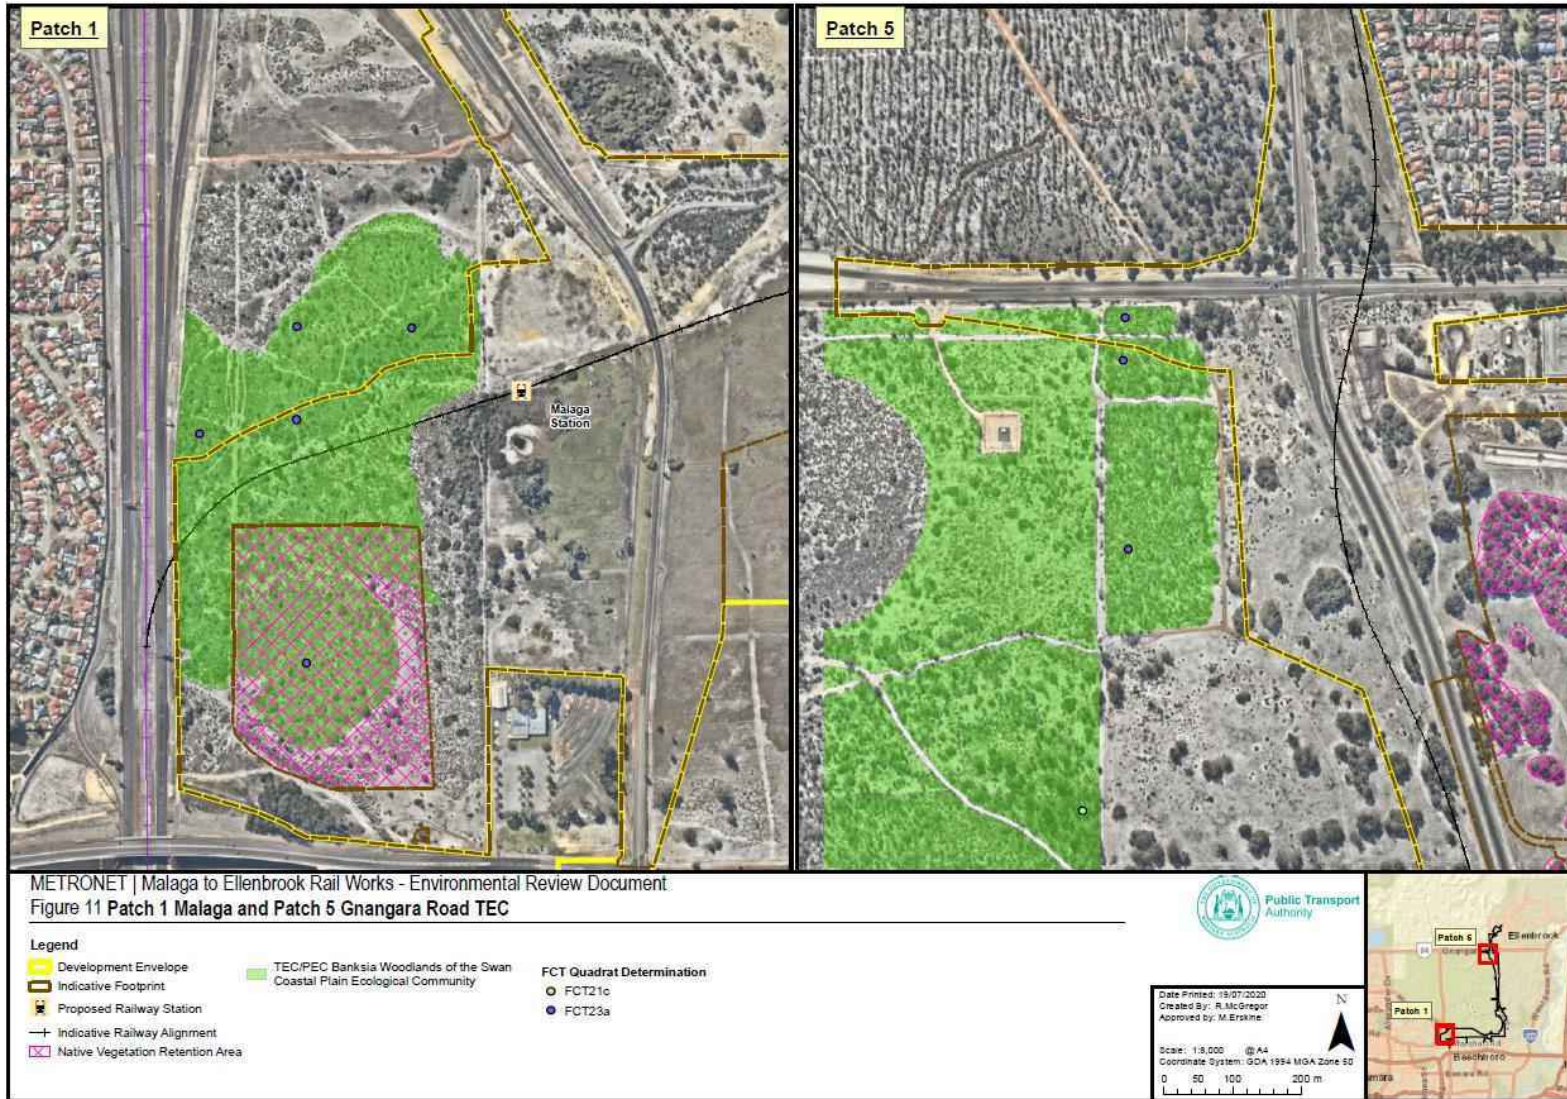 Patch 1
Patch 5
Malaga
Station
METRONET | Malaga to Ellenbrook Rail Works - Environmental Review Document
Figure 11 Patch 1 Malaga and Patch 5 Gnangara Road TEC
Legend
Development Envelope
Indicative Footprint
Proposed Railway Station
Indicative Railway Alignment
Native Vegetation Retention Area
TEC/PEC Banksia Woodlands of the Swan
Coastal Plain Ecological Community
FCT Quadrat Determination
FCT21c
FCT23a
Public Transport
Authority
Date Printed: 19/07/2020
Created By: R.McGregor
Approved by: M.Erskine
N
Scale: 1:8,000 @ A4
Coordinate System: GDA 1994 MGA Zone 50
0 50 100 200 m
Ellenbrook
Patch 1
Beechboro